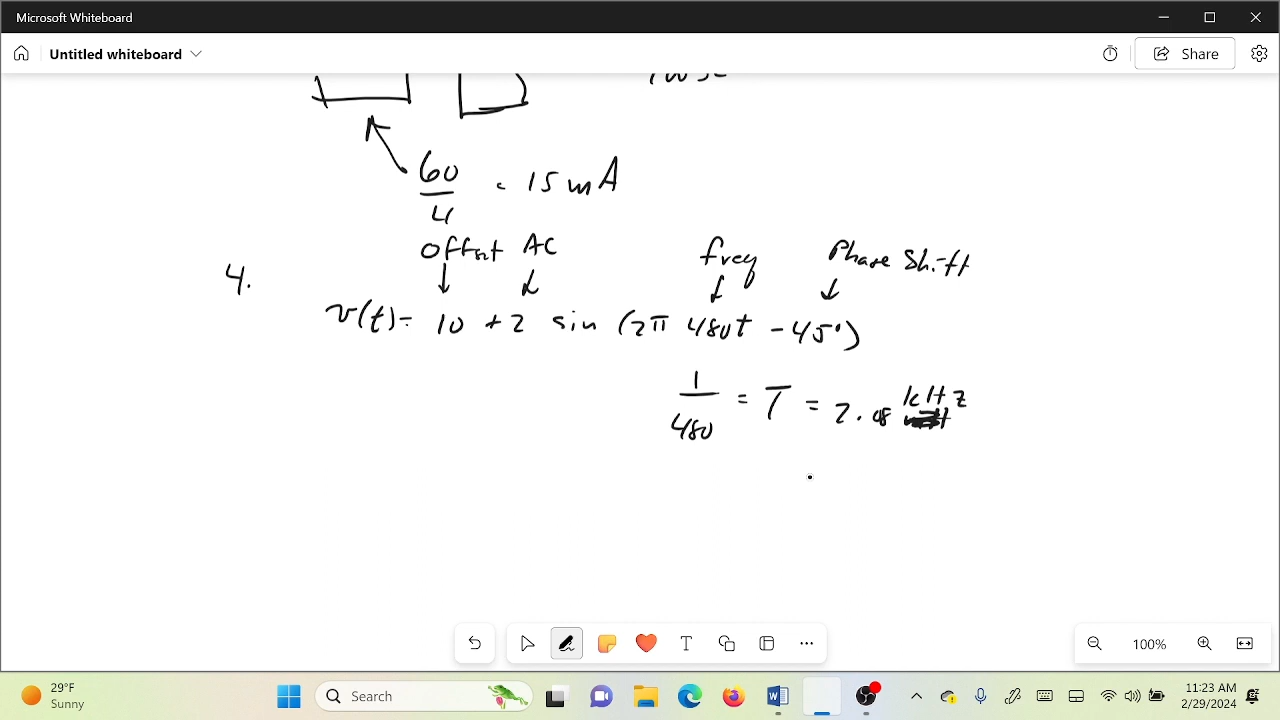 Microsoft Whiteboard
Untitled whiteboard
Share
60
4
= 15 mA
4.
Offset AC freq Phase Shift
v(t) = 10 + 2 sin (2π 480t - 45°)
1
480
= T = 2.08 kHz
100%
29°F
Sunny
Search
11:23 AM
2/29/2024